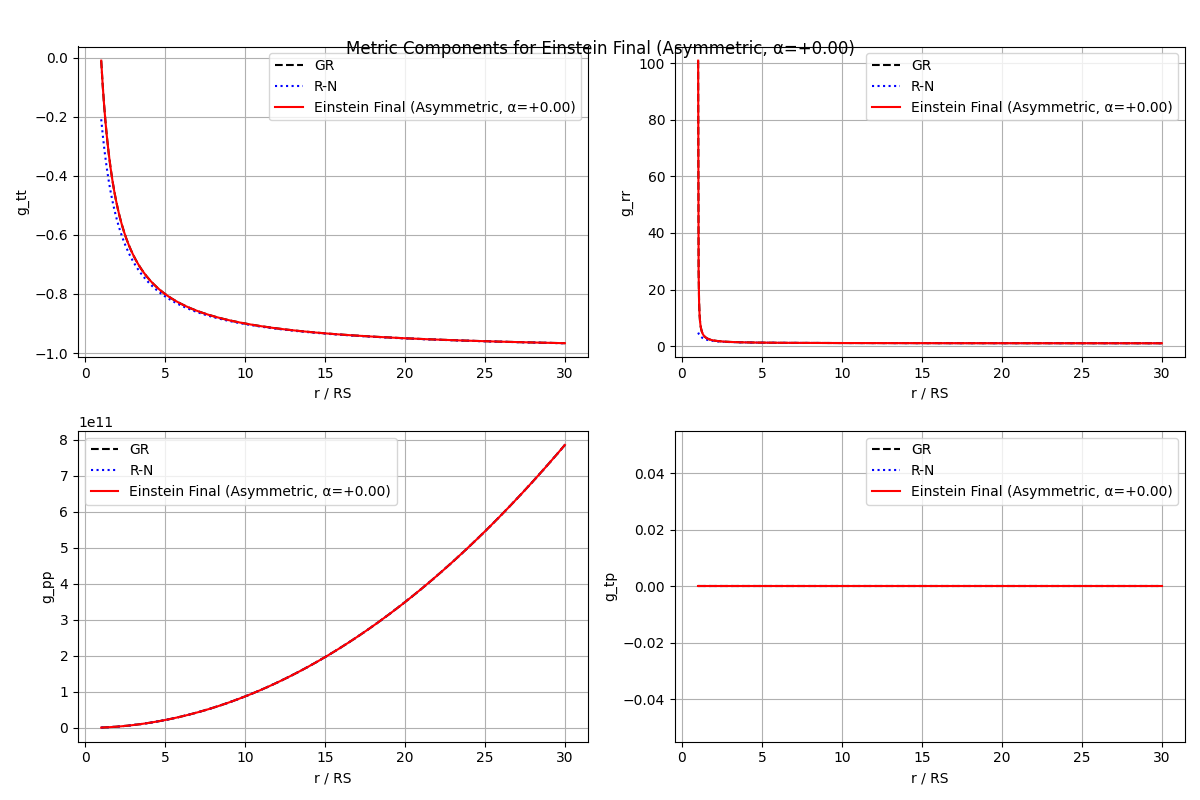 Metric Components for Einstein Final (Asymmetric, α=+0.00)
0.0
−0.2
−0.4
−0.6
−0.8
−1.0
g_tt
GR
R-N
Einstein Final (Asymmetric, α=+0.00)
0 5 10 15 20 25 30
r / RS
100
80
60
40
20
0
g_rr
GR
R-N
Einstein Final (Asymmetric, α=+0.00)
0 5 10 15 20 25 30
r / RS
1e11
8
7
6
5
4
3
2
1
0
g_pp
GR
R-N
Einstein Final (Asymmetric, α=+0.00)
0 5 10 15 20 25 30
r / RS
0.04
0.02
0.00
−0.02
−0.04
g_tp
GR
R-N
Einstein Final (Asymmetric, α=+0.00)
0 5 10 15 20 25 30
r / RS